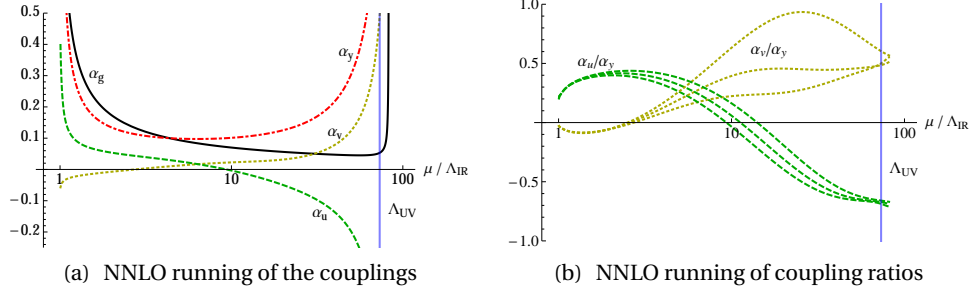 0.5
0.4
0.3
0.2
0.1
-0.1
-0.2
α_g
α_y
α_v
α_u
1
10
100
μ / Λ_IR
Λ_UV
(a) NNLO running of the couplings
1.0
0.5
-0.5
-1.0
α_u/α_y
α_v/α_y
1
10
100
μ / Λ_IR
Λ_UV
(b) NNLO running of coupling ratios